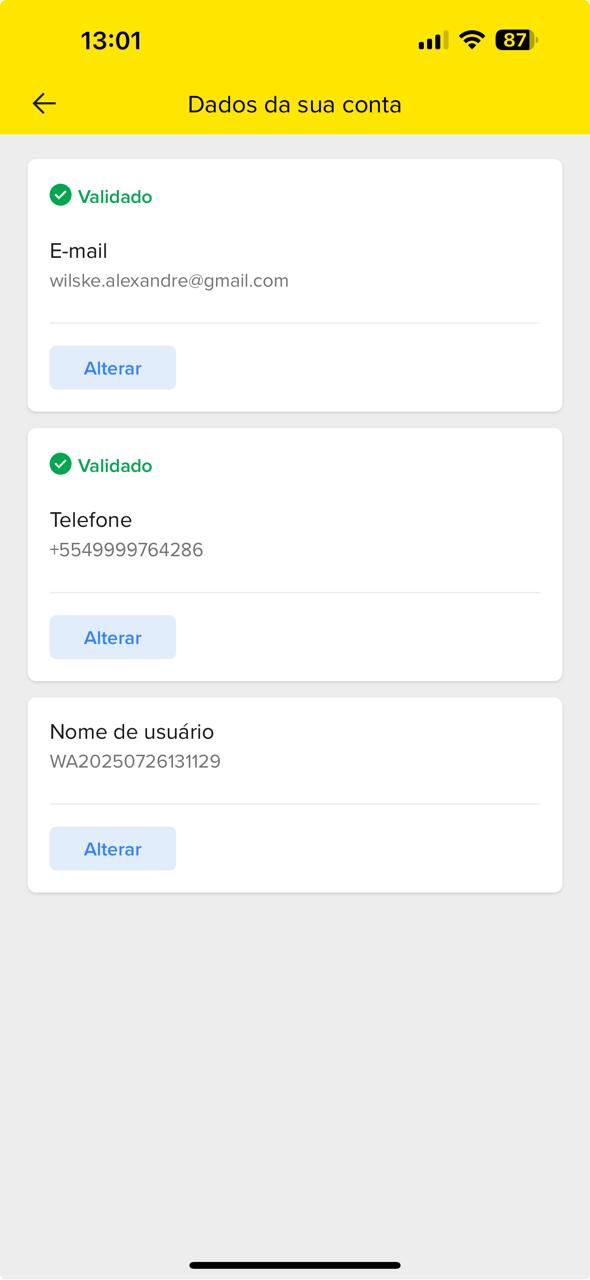 13:01
87
Dados da sua conta
Validado
E-mail
wilske.alexandre@gmail.com
Alterar
Validado
Telefone
+5549999764286
Alterar
Nome de usuário
WA20250726131129
Alterar